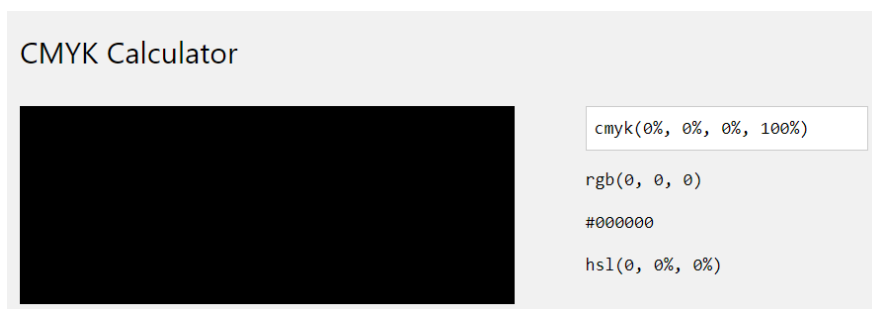 CMYK Calculator
cmyk(0%, 0%, 0%, 100%)
rgb(0, 0, 0)
#000000
hsl(0, 0%, 0%)